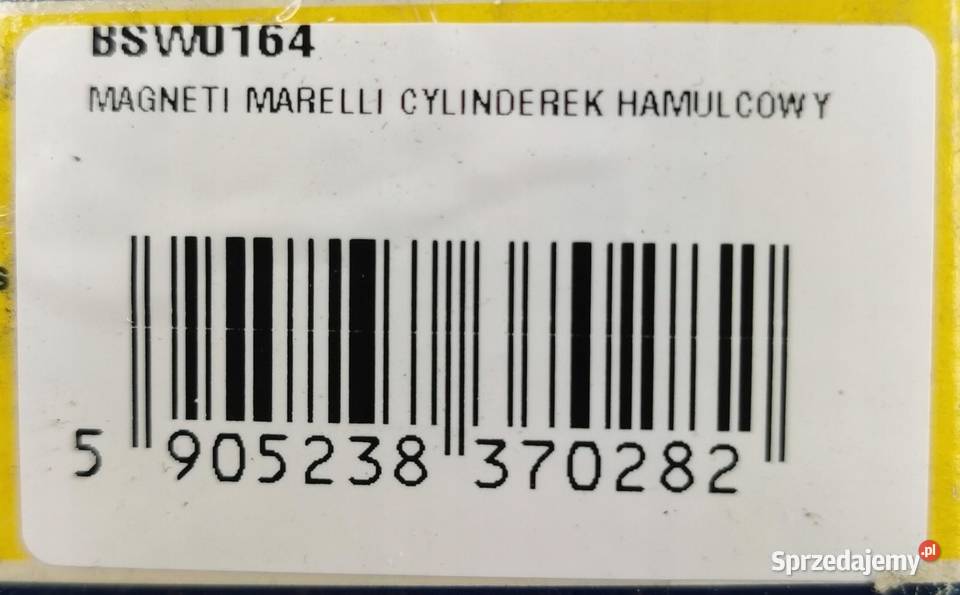 BSW0164
MAGNETI MARELLI CYLINDEREK HAMULCOWY
5 905238 370282
Sprzedajemy.pl